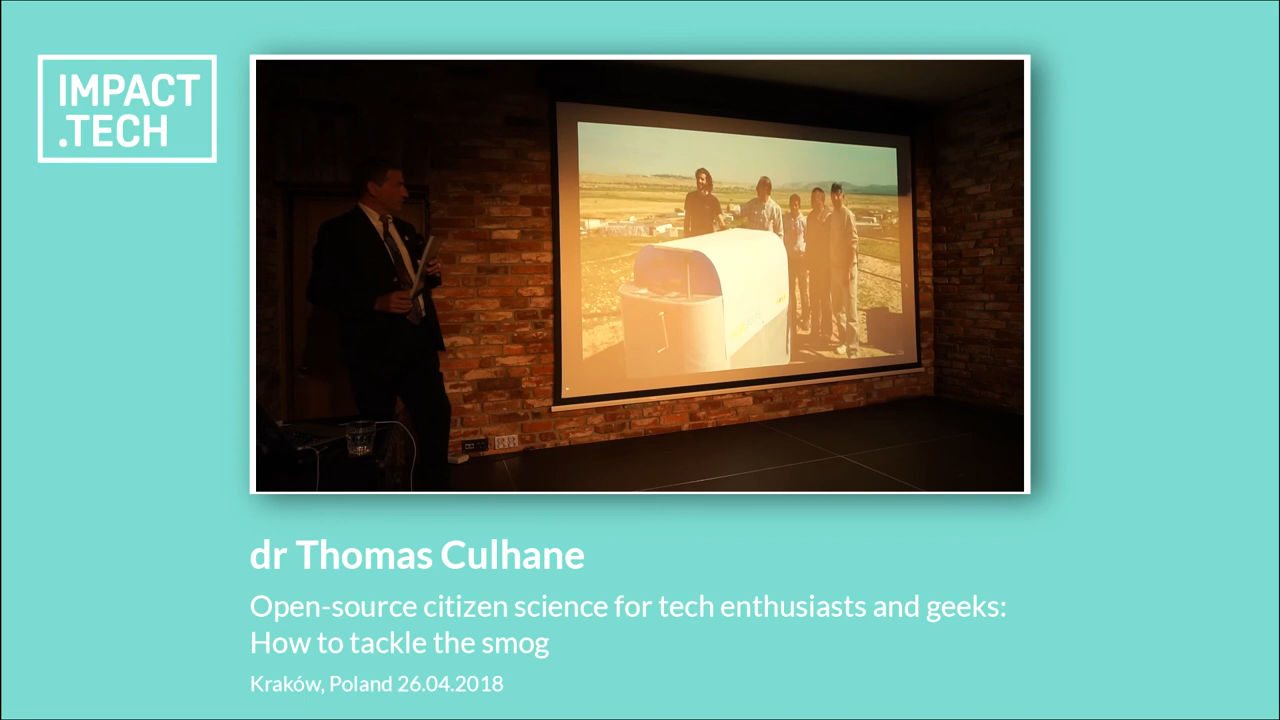 IMPACT
.TECH
dr Thomas Culhane
Open-source citizen science for tech enthusiasts and geeks:
How to tackle the smog
Kraków, Poland 26.04.2018